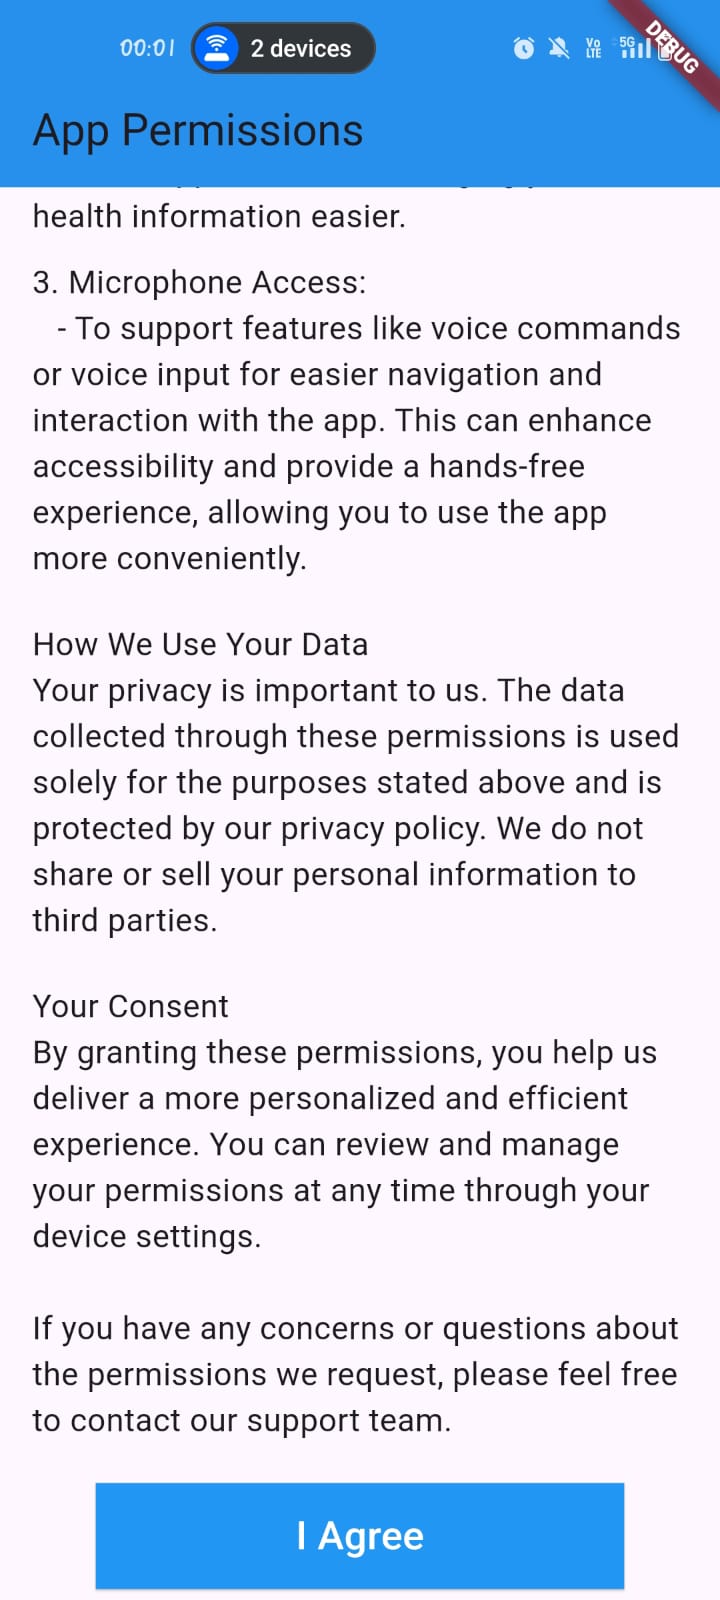 00:01 2 devices Vo LTE 5G DEBUG
App Permissions
health information easier.
3. Microphone Access:
- To support features like voice commands
or voice input for easier navigation and
interaction with the app. This can enhance
accessibility and provide a hands-free
experience, allowing you to use the app
more conveniently.
How We Use Your Data
Your privacy is important to us. The data
collected through these permissions is used
solely for the purposes stated above and is
protected by our privacy policy. We do not
share or sell your personal information to
third parties.
Your Consent
By granting these permissions, you help us
deliver a more personalized and efficient
experience. You can review and manage
your permissions at any time through your
device settings.
If you have any concerns or questions about
the permissions we request, please feel free
to contact our support team.
I Agree